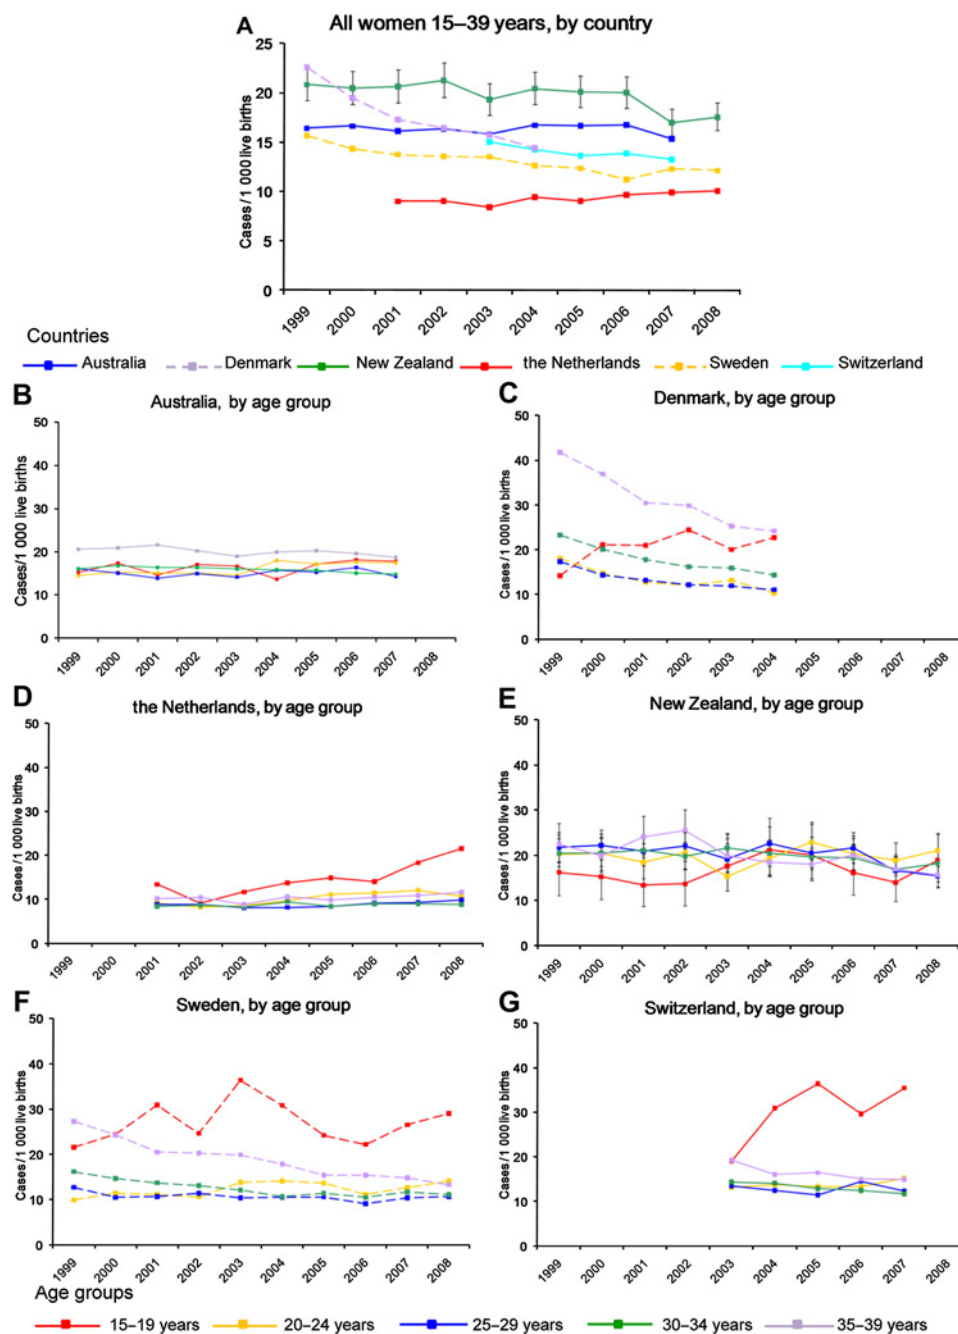 A
All women 15–39 years, by country
Cases/1 000 live births
25
20
15
10
5
0
1999 2000 2001 2002 2003 2004 2005 2006 2007 2008
Countries
Australia Denmark New Zealand the Netherlands Sweden Switzerland
B
Australia, by age group
Cases/1 000 live births
50
40
30
20
10
0
1999 2000 2001 2002 2003 2004 2005 2006 2007 2008
C
Denmark, by age group
Cases/1 000 live births
50
40
30
20
10
0
1999 2000 2001 2002 2003 2004 2005 2006 2007 2008
D
the Netherlands, by age group
Cases/1 000 live births
50
40
30
20
10
0
1999 2000 2001 2002 2003 2004 2005 2006 2007 2008
E
New Zealand, by age group
Cases/1 000 live births
50
40
30
20
10
0
1999 2000 2001 2002 2003 2004 2005 2006 2007 2008
F
Sweden, by age group
Cases/1 000 live births
50
40
30
20
10
0
1999 2000 2001 2002 2003 2004 2005 2006 2007 2008
G
Switzerland, by age group
Cases/1 000 live births
50
40
30
20
10
0
1999 2000 2001 2002 2003 2004 2005 2006 2007 2008
Age groups
15–19 years 20–24 years 25–29 years 30–34 years 35–39 years